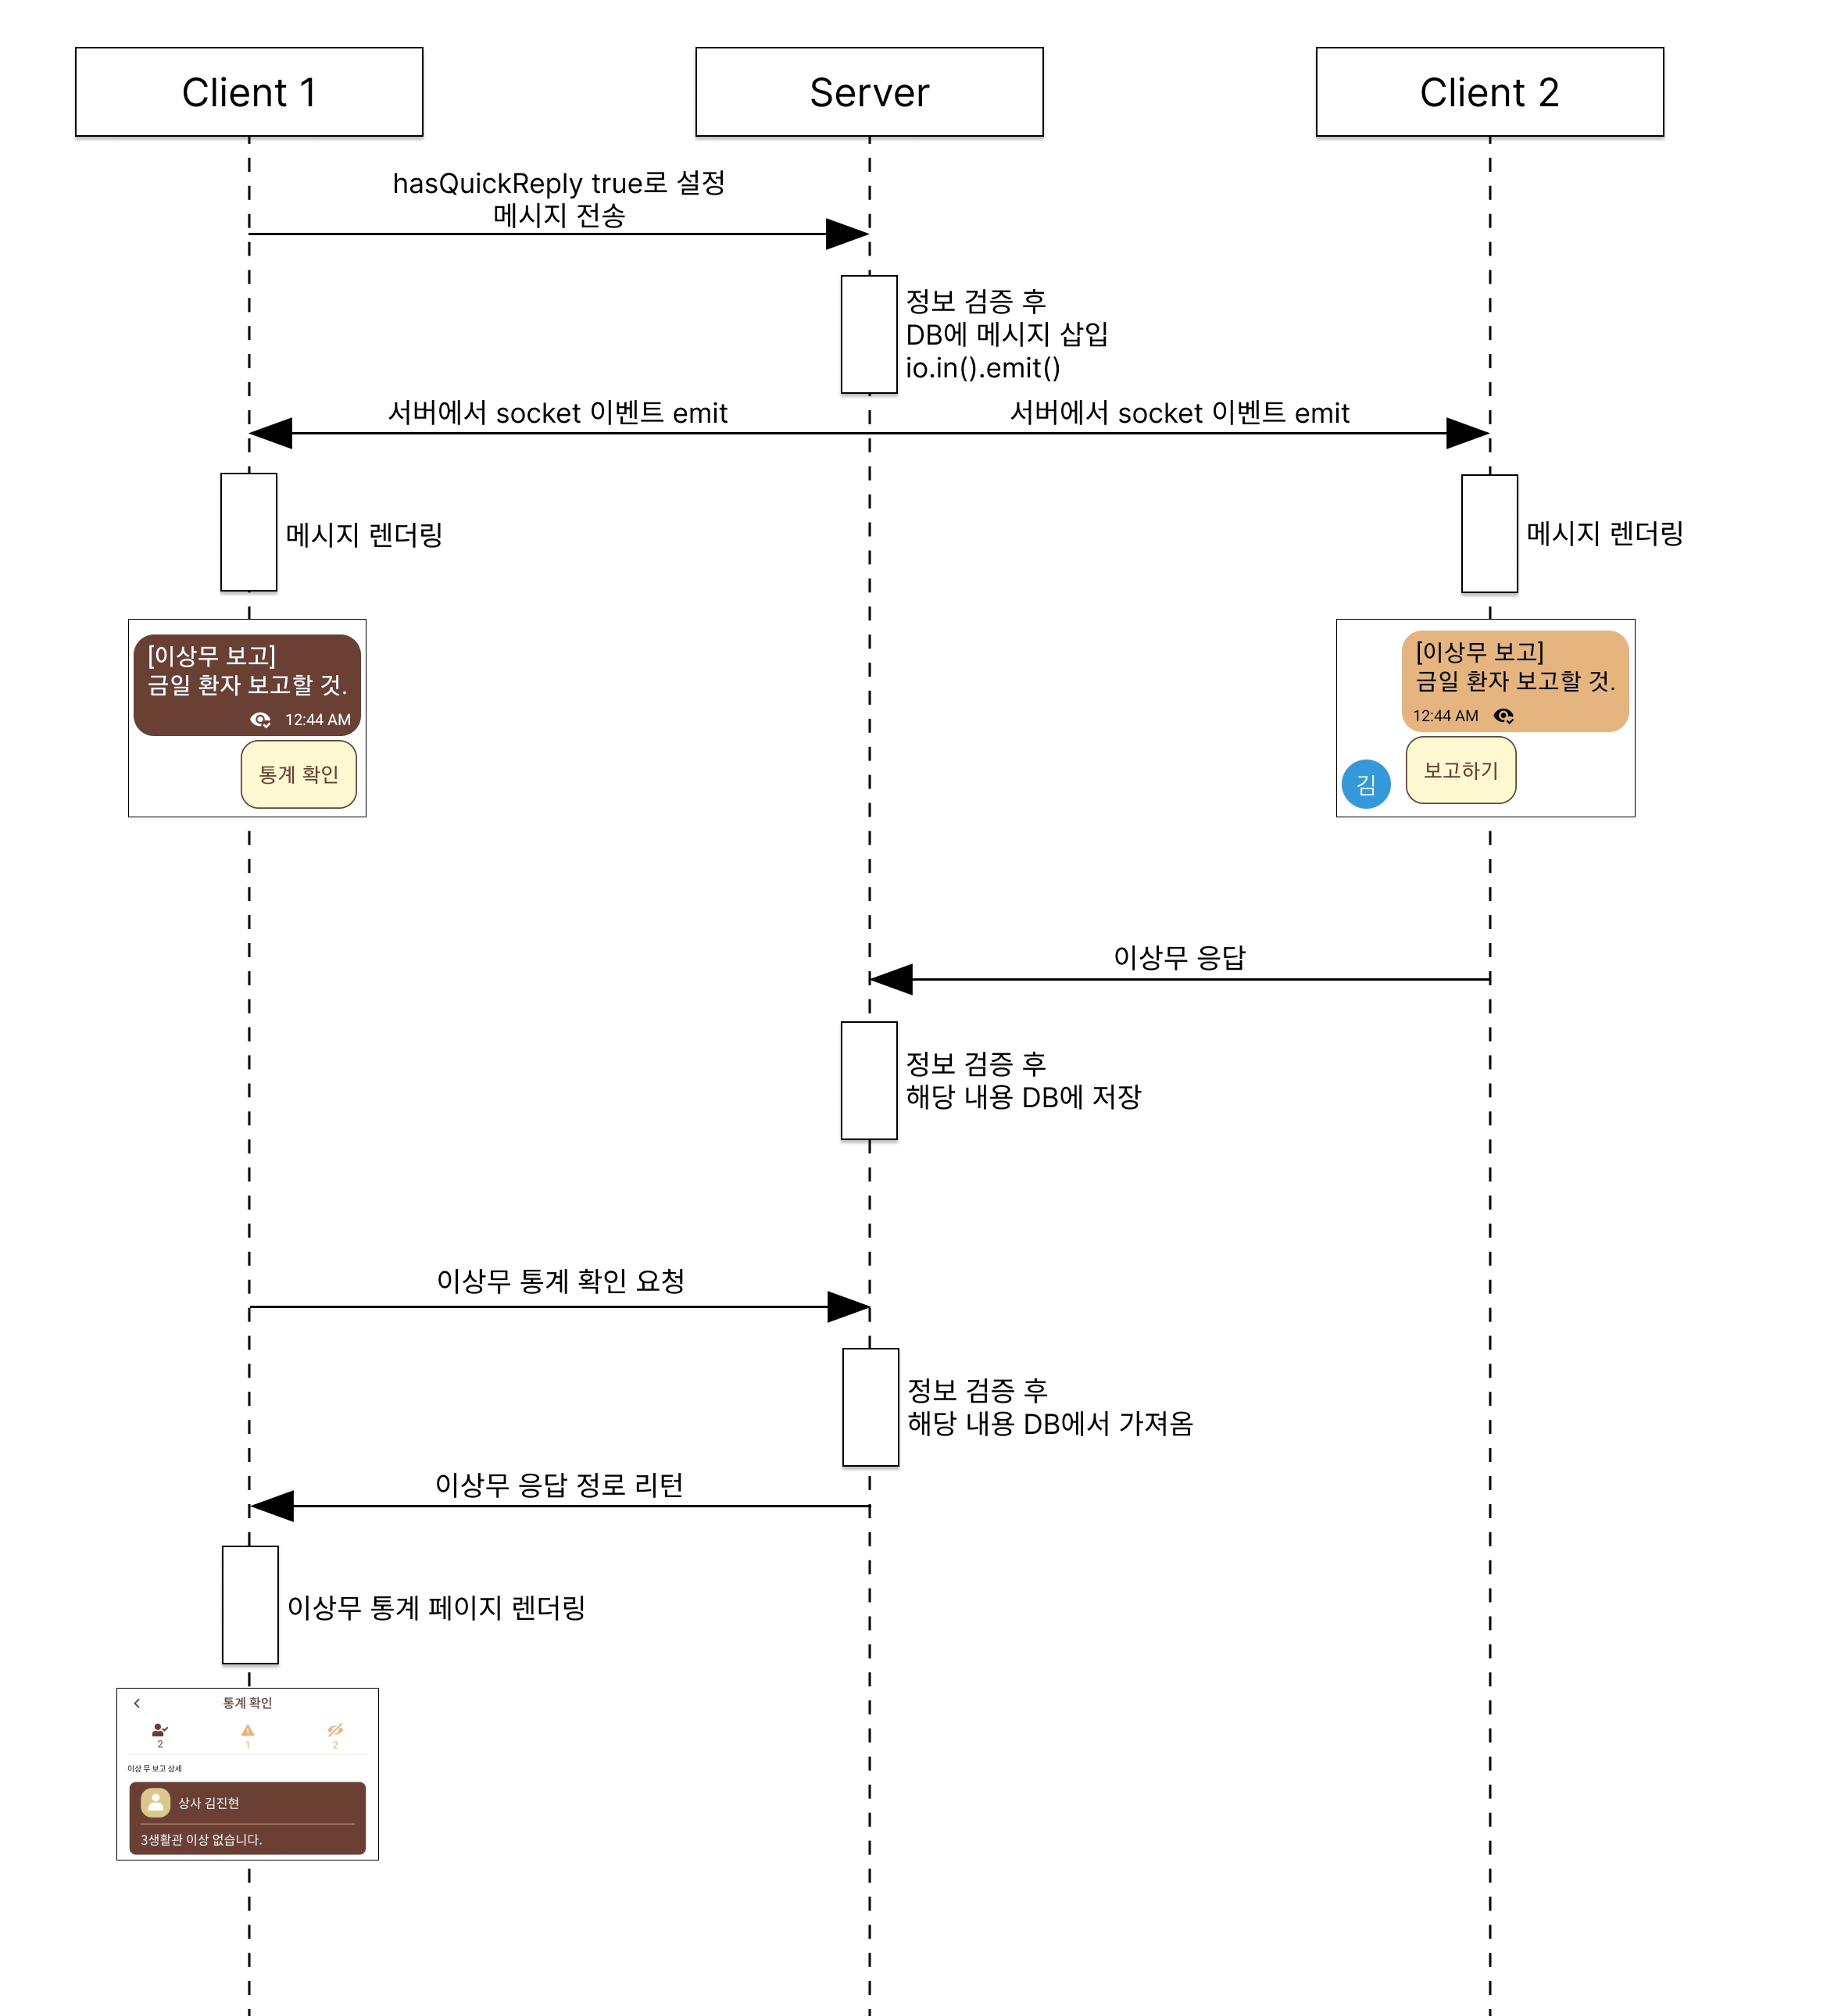 Client 1
Server
Client 2
hasQuickReply true로 설정
메시지 전송
정보 검증 후
DB에 메시지 삽입
io.in().emit()
서버에서 socket 이벤트 emit
서버에서 socket 이벤트 emit
메시지 렌더링
메시지 렌더링
[이상무 보고]
금일 환자 보고할 것.
12:44 AM
통계 확인
[이상무 보고]
금일 환자 보고할 것.
12:44 AM
보고하기
김
이상무 응답
정보 검증 후
해당 내용 DB에 저장
이상무 통계 확인 요청
정보 검증 후
해당 내용 DB에서 가져옴
이상무 응답 정로 리턴
이상무 통계 페이지 렌더링
통계 확인
2
1
2
이상 무 보고 상세
상사 김진현
3생활관 이상 없습니다.